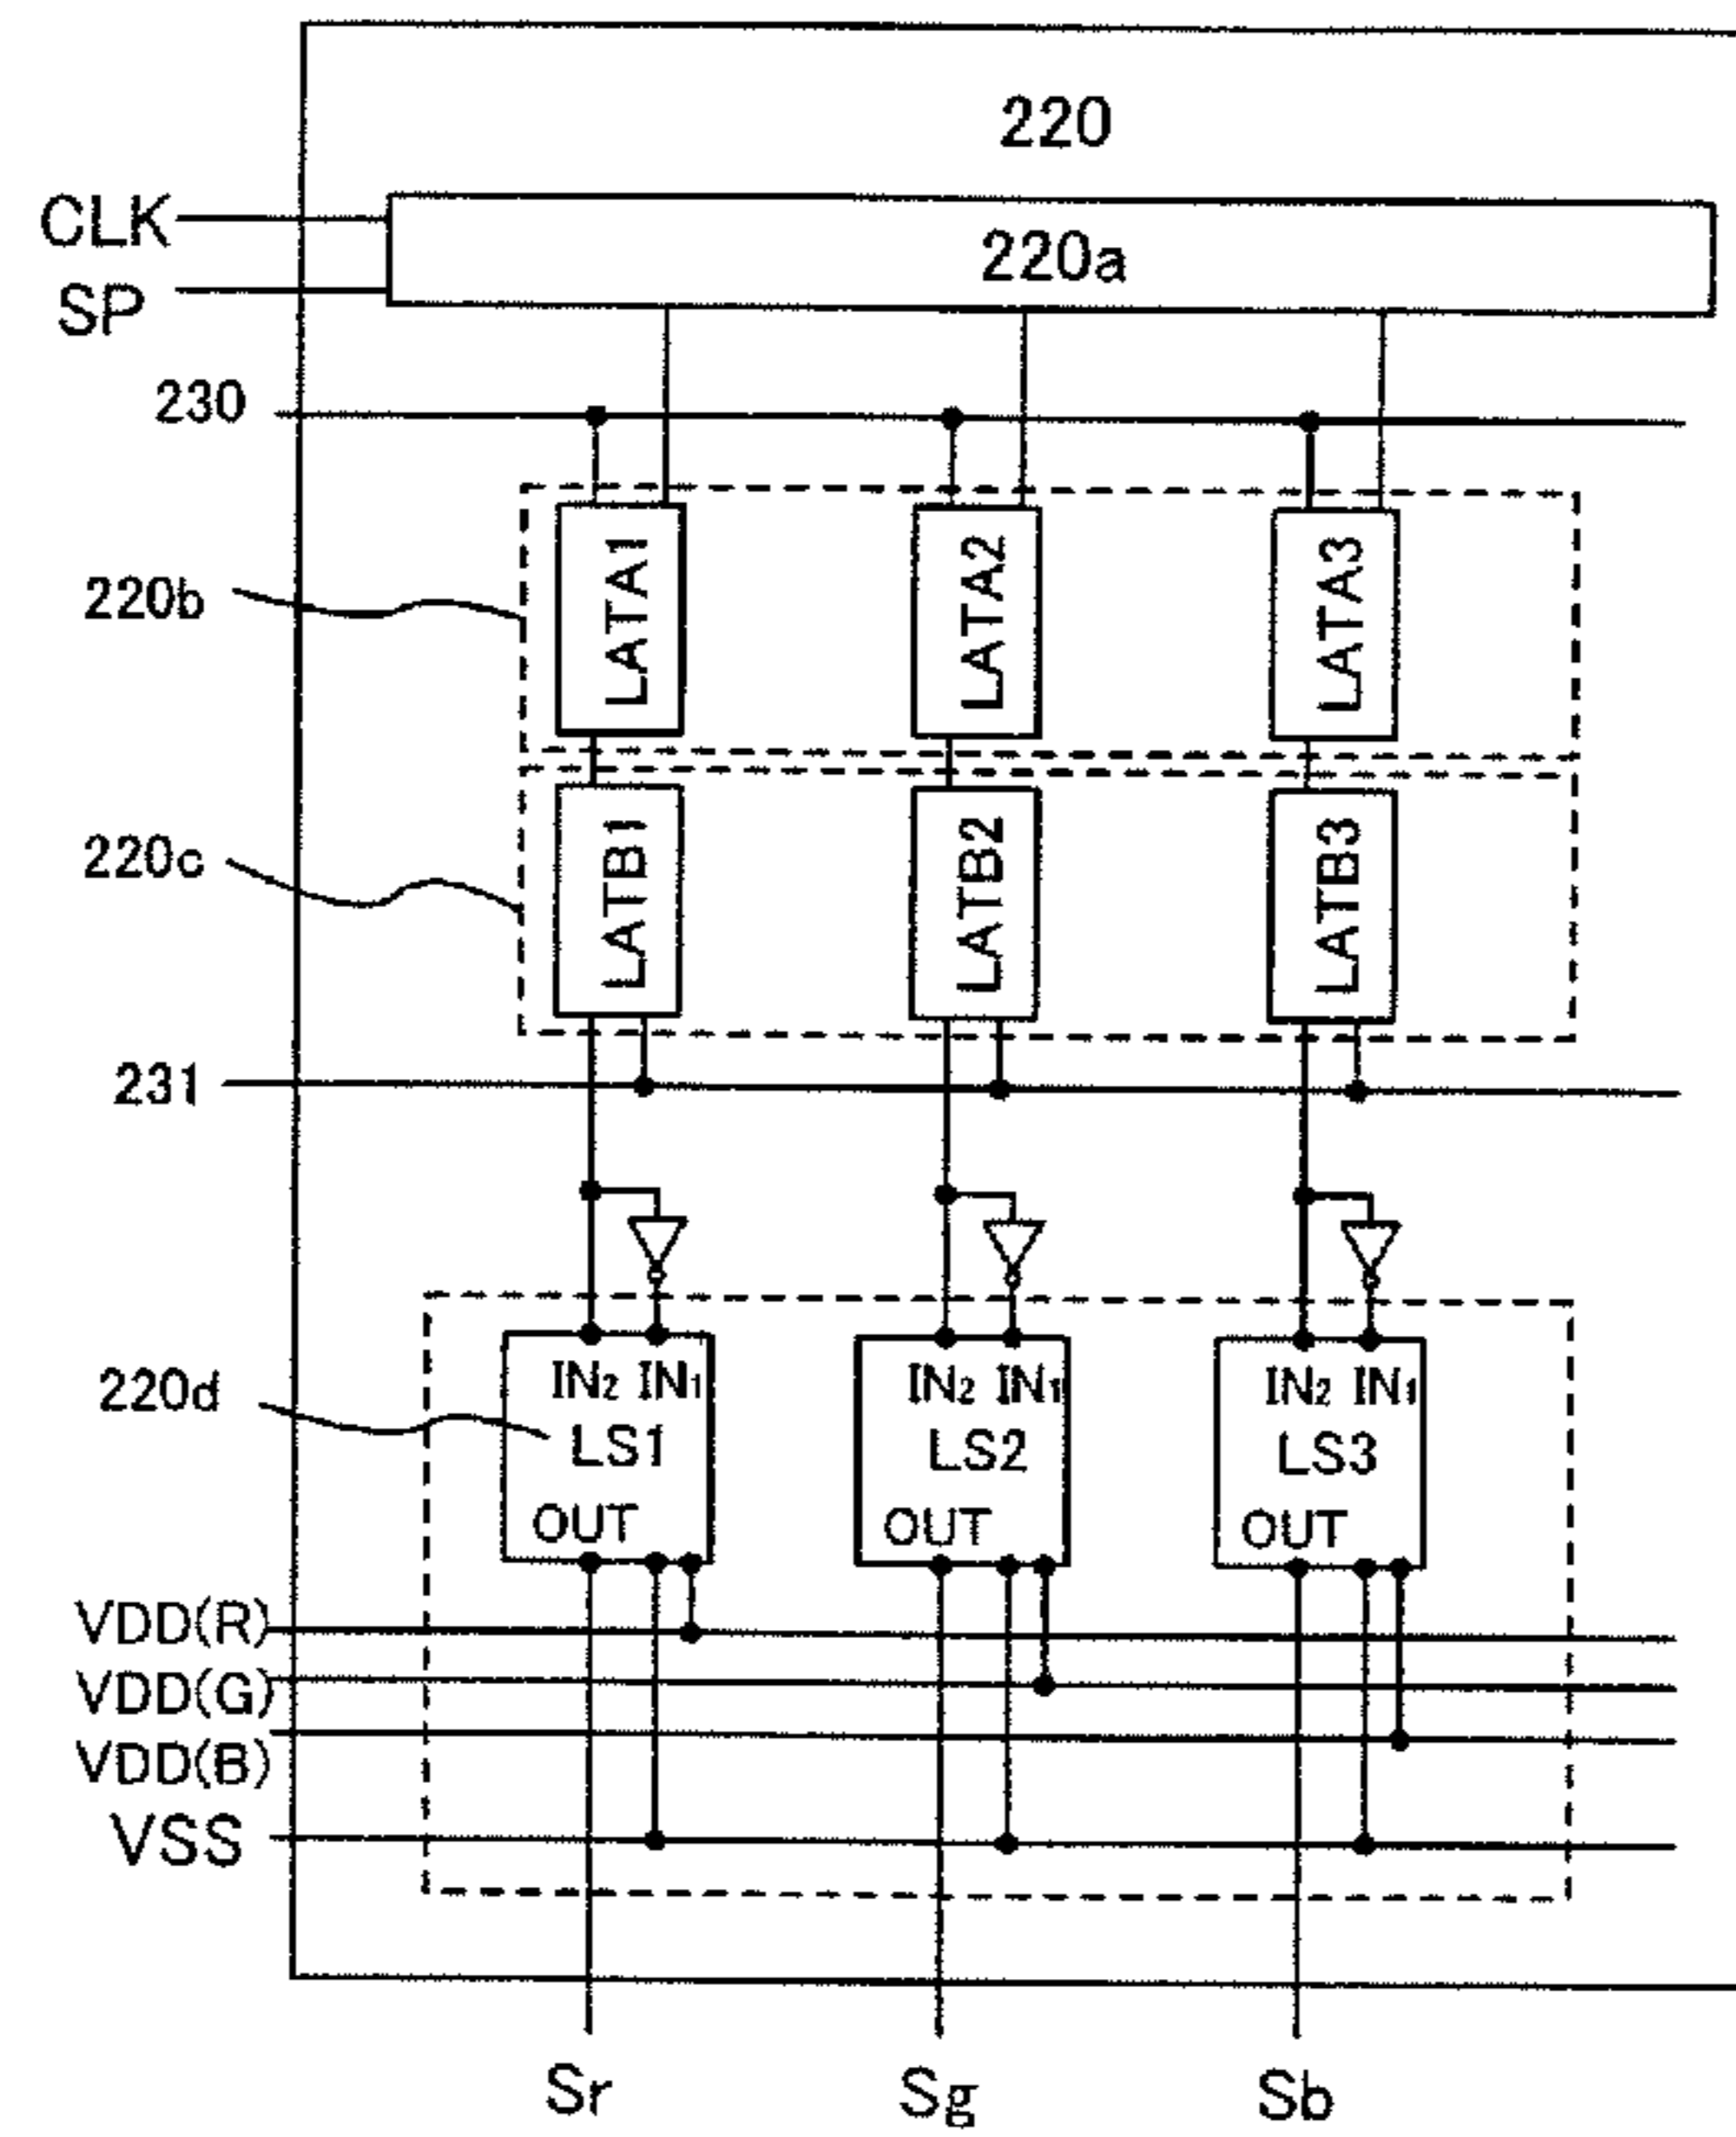 220
CLK
220a
SP
230
LATA1 LATA2 LATA3
220b
LATB1 LATB2 LATB3
220c
231
IN2 IN1 IN2 IN1 IN2 IN1
220d
LS1 LS2 LS3
OUT OUT OUT
VDD(R)
VDD(G)
VDD(B)
VSS
Sr Sg Sb